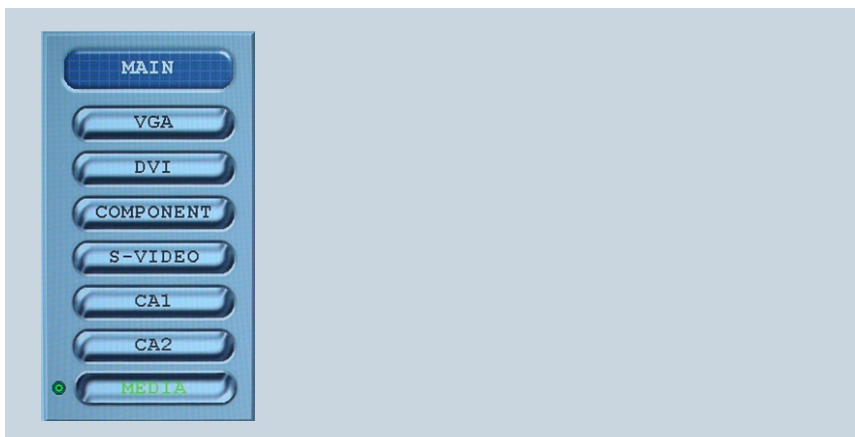 MAIN
VGA
DVI
COMPONENT
S-VIDEO
CA1
CA2
MEDIA